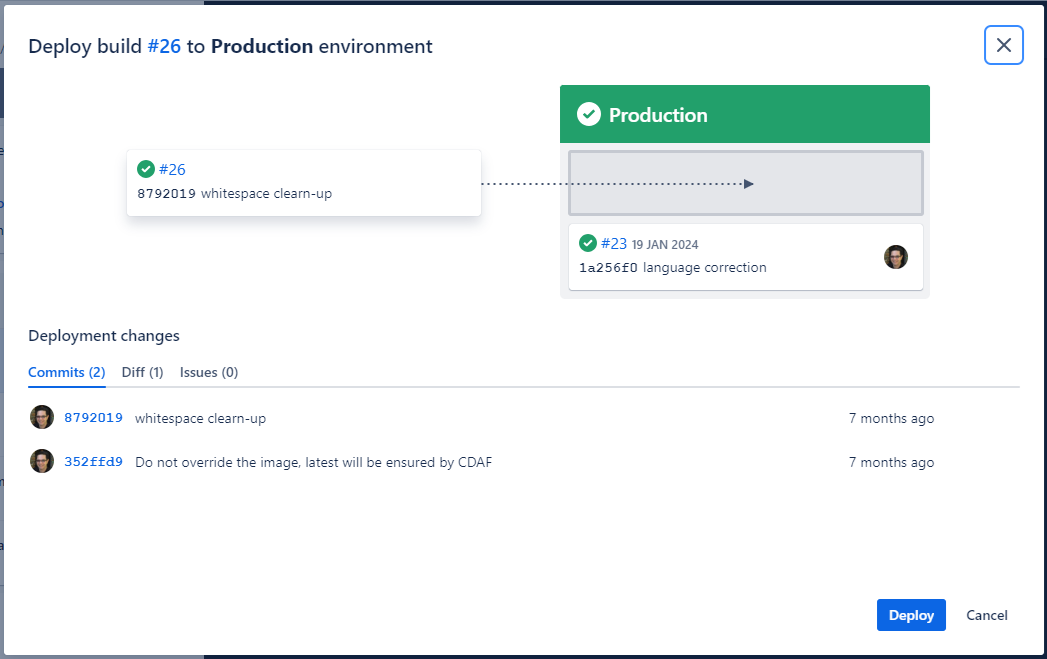 Deploy build #26 to Production environment
Production
#26
8792019 whitespace clearn-up
#23 19 JAN 2024
1a256f0 language correction
Deployment changes
Commits (2) Diff (1) Issues (0)
8792019 whitespace clearn-up 7 months ago
352ffd9 Do not override the image, latest will be ensured by CDAF 7 months ago
Deploy Cancel